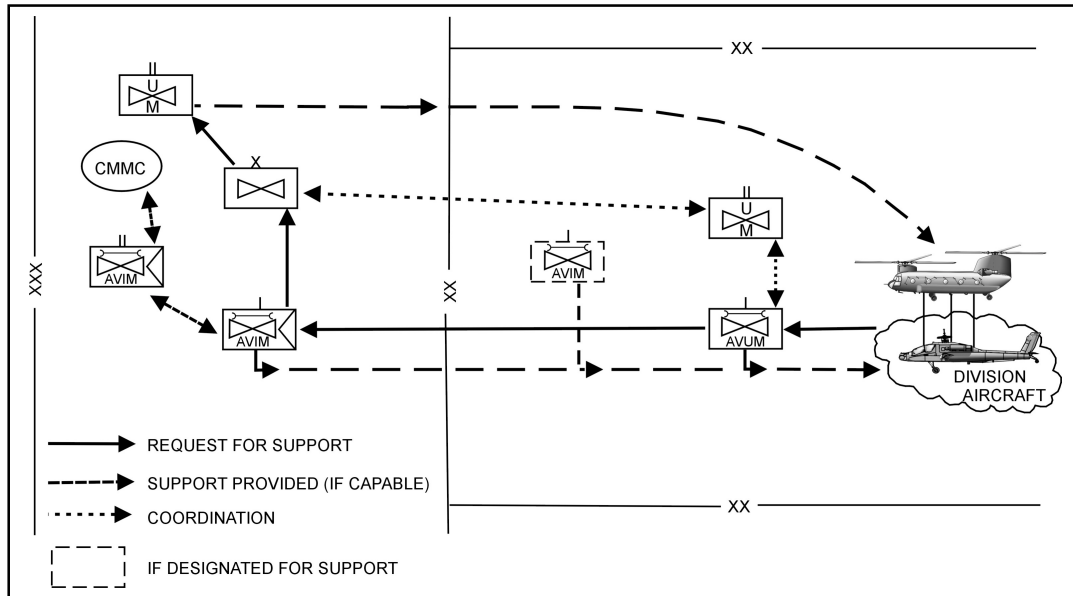 XX
II
U
M
CMMC
X
II
U
M
II
AVIM
I
AVIM
XXX
XX
I
AVIM
I
AVUM
DIVISION
AIRCRAFT
REQUEST FOR SUPPORT
SUPPORT PROVIDED (IF CAPABLE)
COORDINATION
XX
IF DESIGNATED FOR SUPPORT